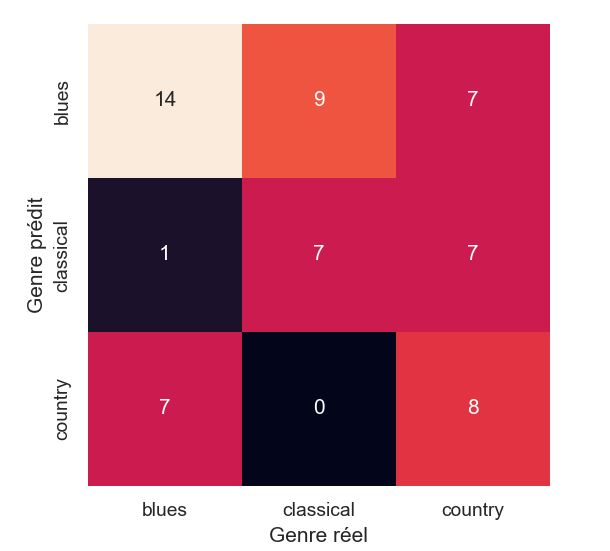 blues
14 9 7
Genre prédit
classical
1 7 7
country
7 0 8
blues classical country
Genre réel